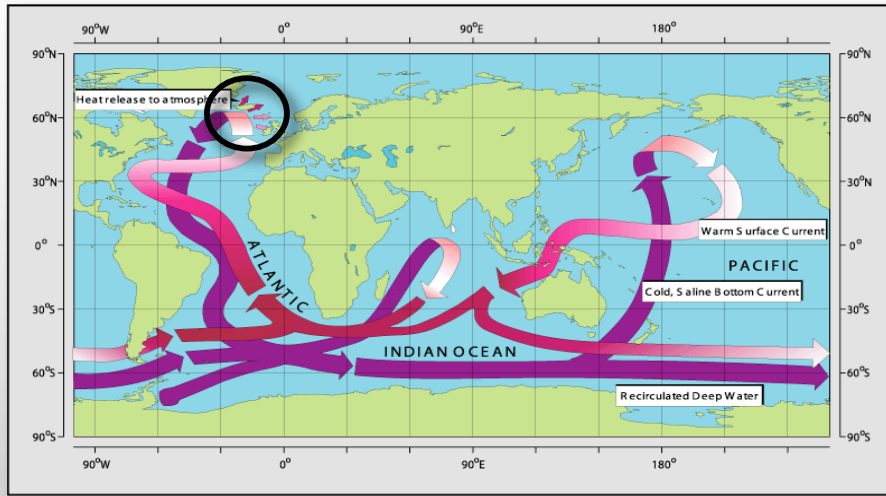 90°W 0° 90°E 180°
90°N 90°N
Heat release to atmosphere
60°N 60°N
30°N 30°N
Warm Surface Current
0° 0°
ATLANTIC
PACIFIC
Cold, Saline Bottom Current
30°S 30°S
INDIAN OCEAN
60°S 60°S
Recirculated Deep Water
90°S 90°S
90°W 0° 90°E 180°